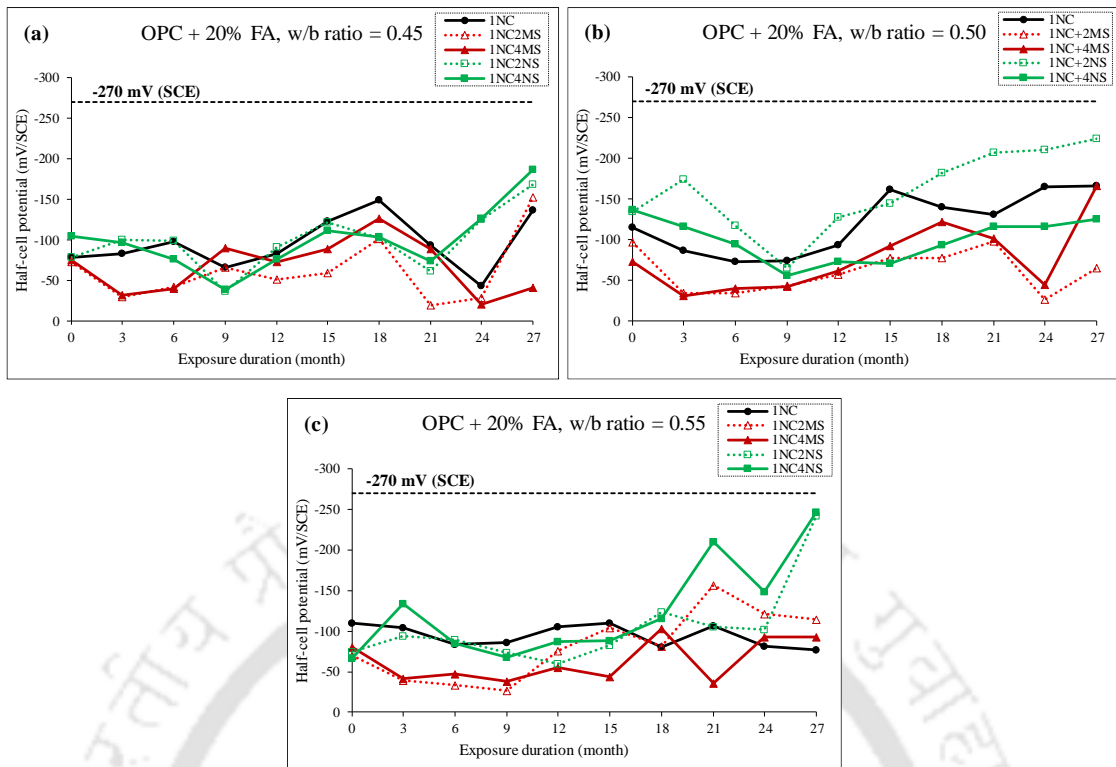 (a) OPC + 20% FA, w/b ratio = 0.45
1NC
1NC2MS
1NC4MS
1NC2NS
1NC4NS
-270 mV (SCE)
Half-cell potential (mV/SCE)
-300
-250
-200
-150
-100
-50
0
0 3 6 9 12 15 18 21 24 27
Exposure duration (month)
(b) OPC + 20% FA, w/b ratio = 0.50
1NC
1NC+2MS
1NC+4MS
1NC+2NS
1NC+4NS
-270 mV (SCE)
Half-cell potential (mV/SCE)
-300
-250
-200
-150
-100
-50
0
0 3 6 9 12 15 18 21 24 27
Exposure duration (month)
(c) OPC + 20% FA, w/b ratio = 0.55
1NC
1NC2MS
1NC4MS
1NC2NS
1NC4NS
-270 mV (SCE)
Half-cell potential (mV/SCE)
-300
-250
-200
-150
-100
-50
0
0 3 6 9 12 15 18 21 24 27
Exposure duration (month)